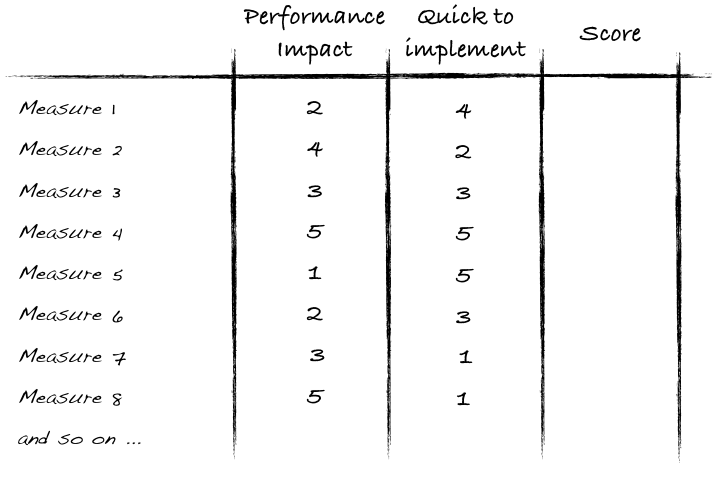 Performance Impact Quick to implement Score
Measure 1 2 4
Measure 2 4 2
Measure 3 3 3
Measure 4 5 5
Measure 5 1 5
Measure 6 2 3
Measure 7 3 1
Measure 8 5 1
and so on ...